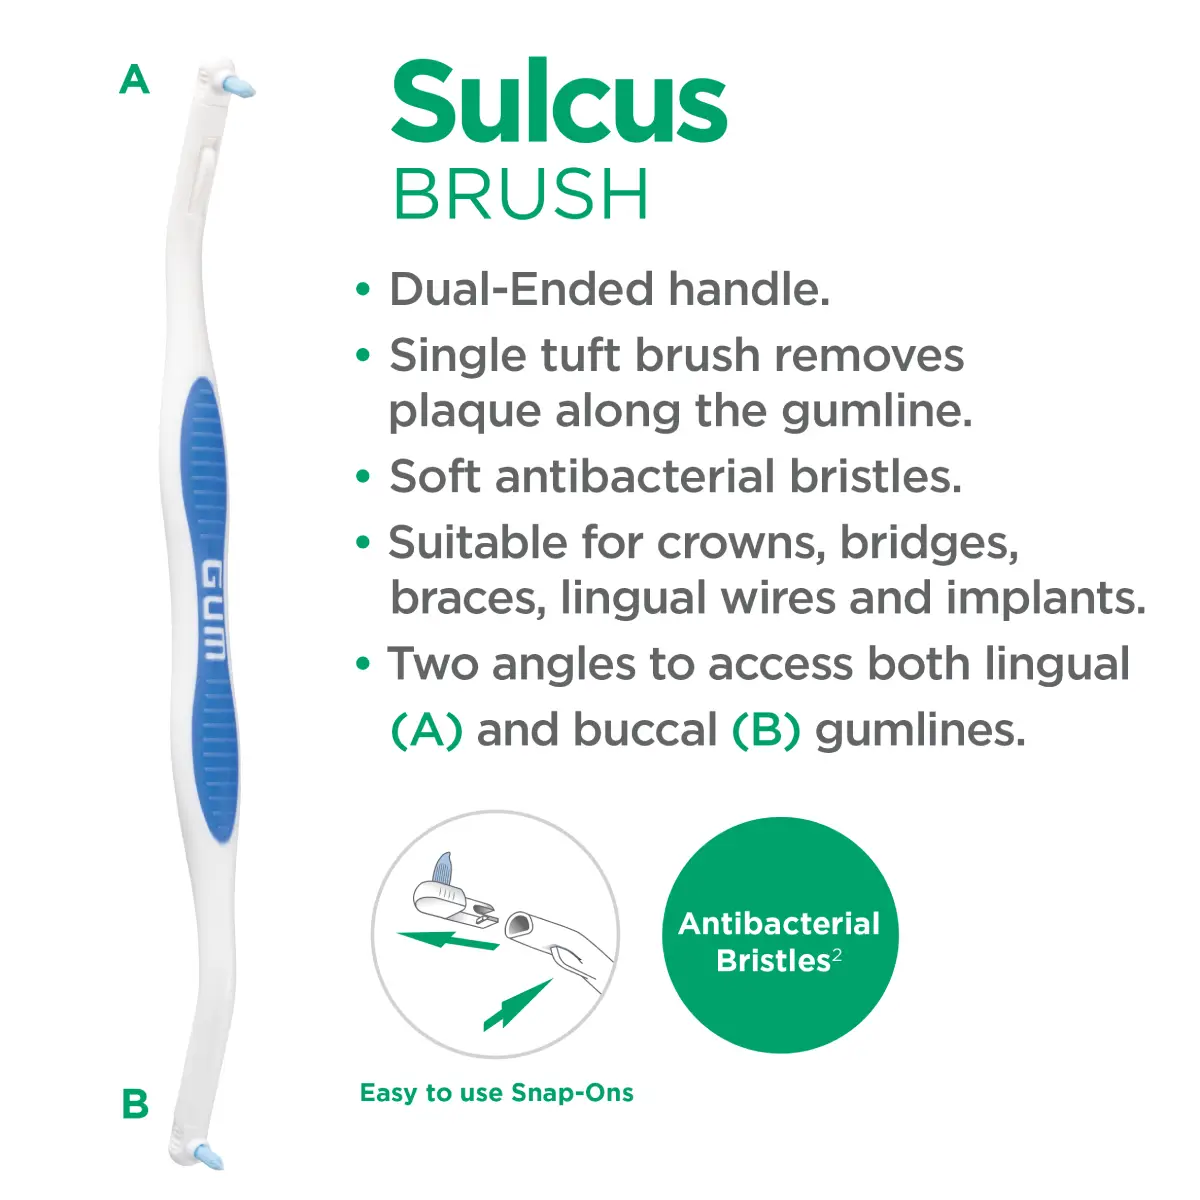 A
Sulcus
BRUSH
• Dual-Ended handle.
• Single tuft brush removes
plaque along the gumline.
• Soft antibacterial bristles.
• Suitable for crowns, bridges,
braces, lingual wires and implants.
• Two angles to access both lingual
(A) and buccal (B) gumlines.
GUM
Antibacterial
Bristles²
Easy to use Snap-Ons
B